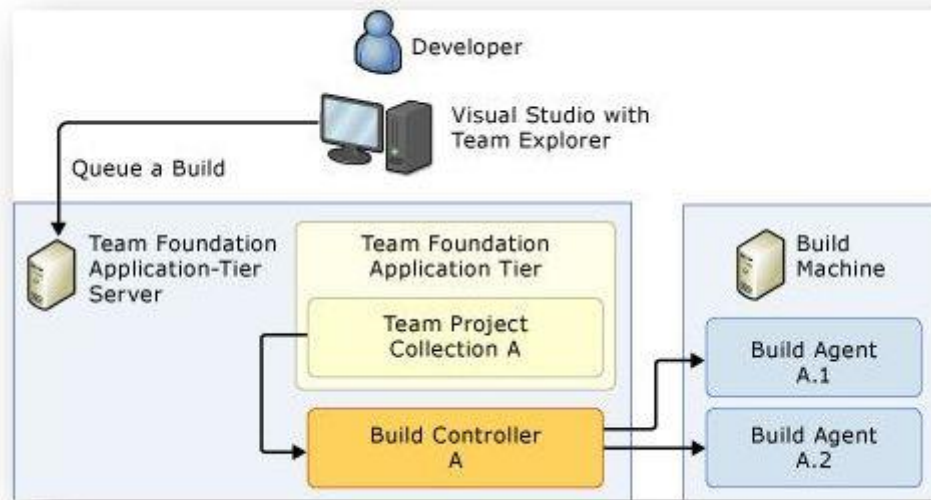 Developer
Visual Studio with
Team Explorer
Queue a Build
Team Foundation
Application-Tier
Server
Team Foundation
Application Tier
Team Project
Collection A
Build Controller
A
Build
Machine
Build Agent
A.1
Build Agent
A.2